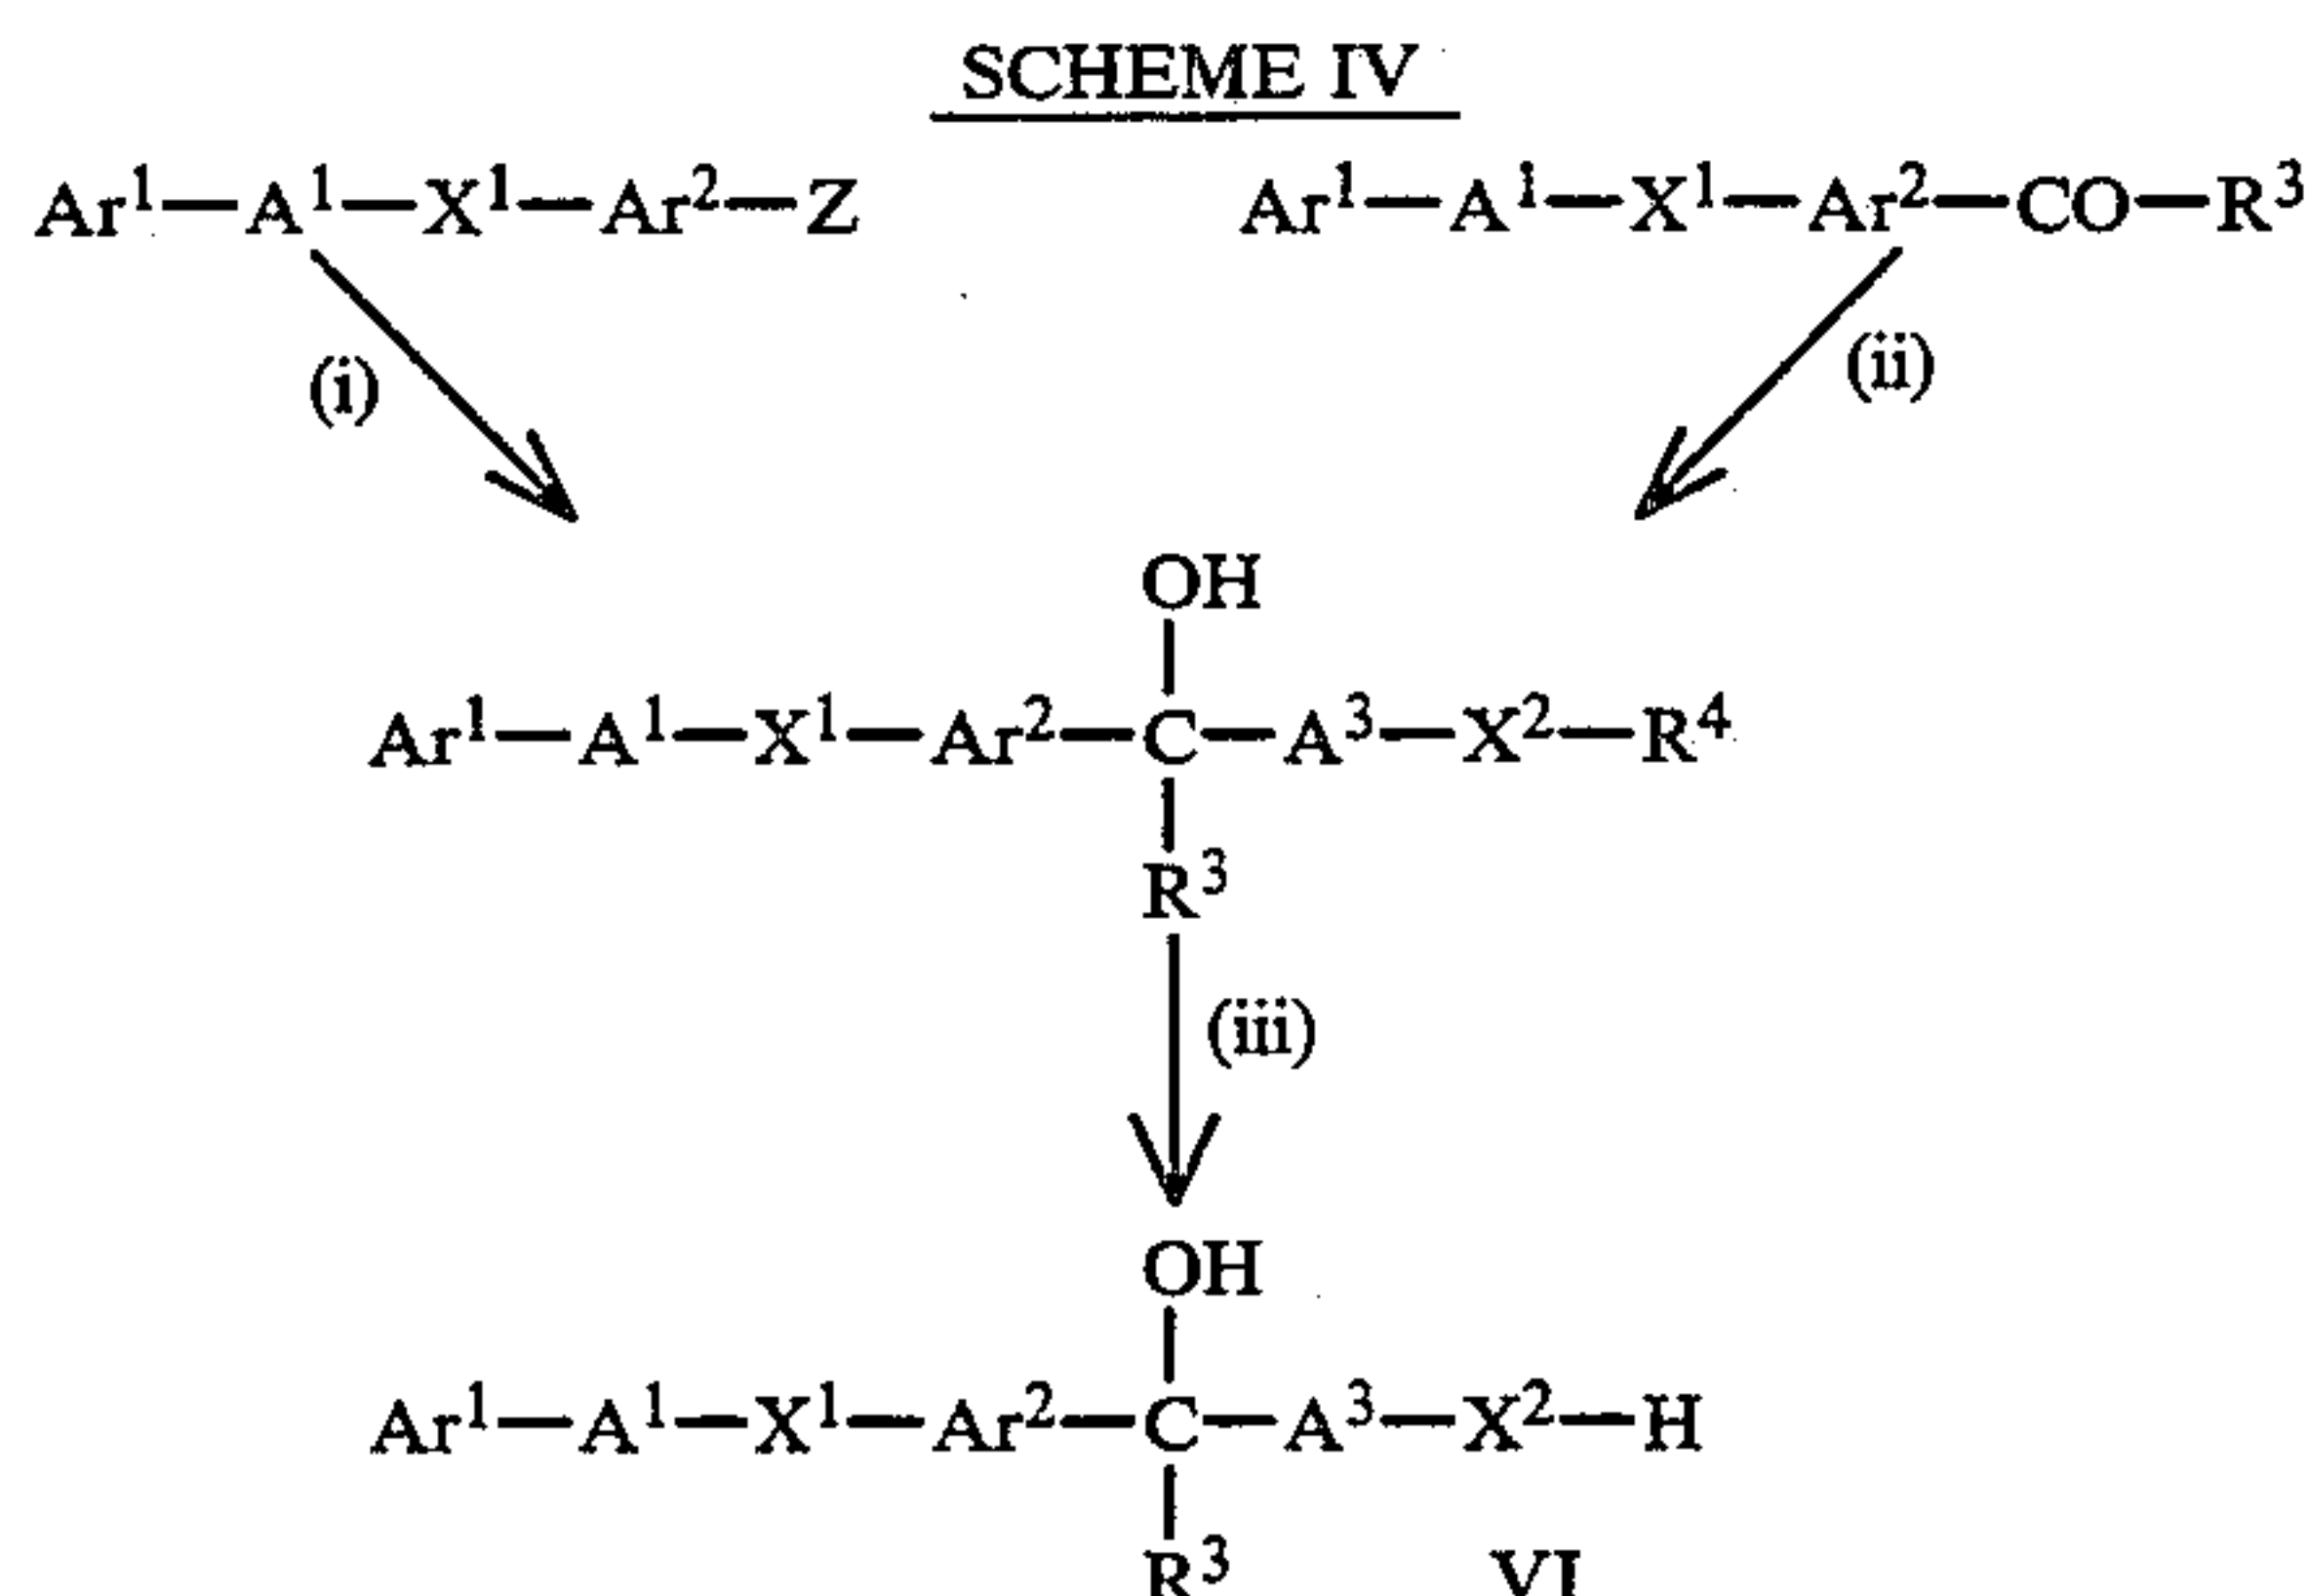 SCHEME IV
Ar¹—A¹—X¹—Ar²—Z
Ar¹—A¹—X¹—Ar²—CO—R³
(i)
(ii)
OH
Ar¹—A¹—X¹—Ar²—C—A³—X²—R⁴
R³
(iii)
OH
Ar¹—A¹—X¹—Ar²—C—A³—X²—H
R³ VI